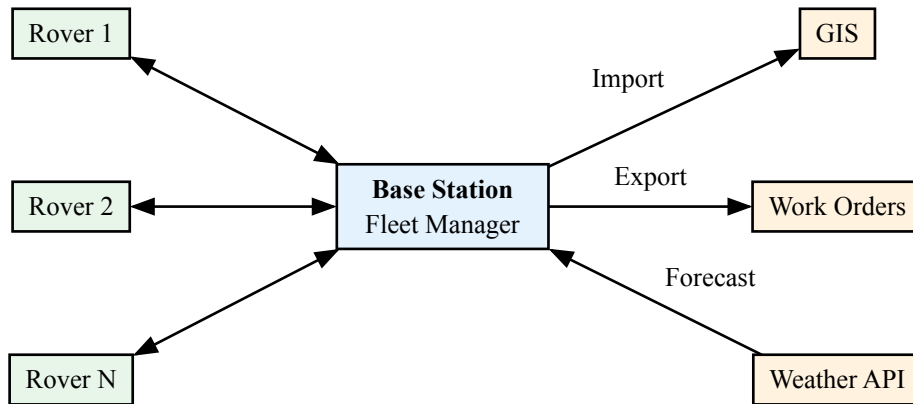 Rover 1
GIS
Import
Base Station
Fleet Manager
Rover 2
Export
Work Orders
Forecast
Rover N
Weather API